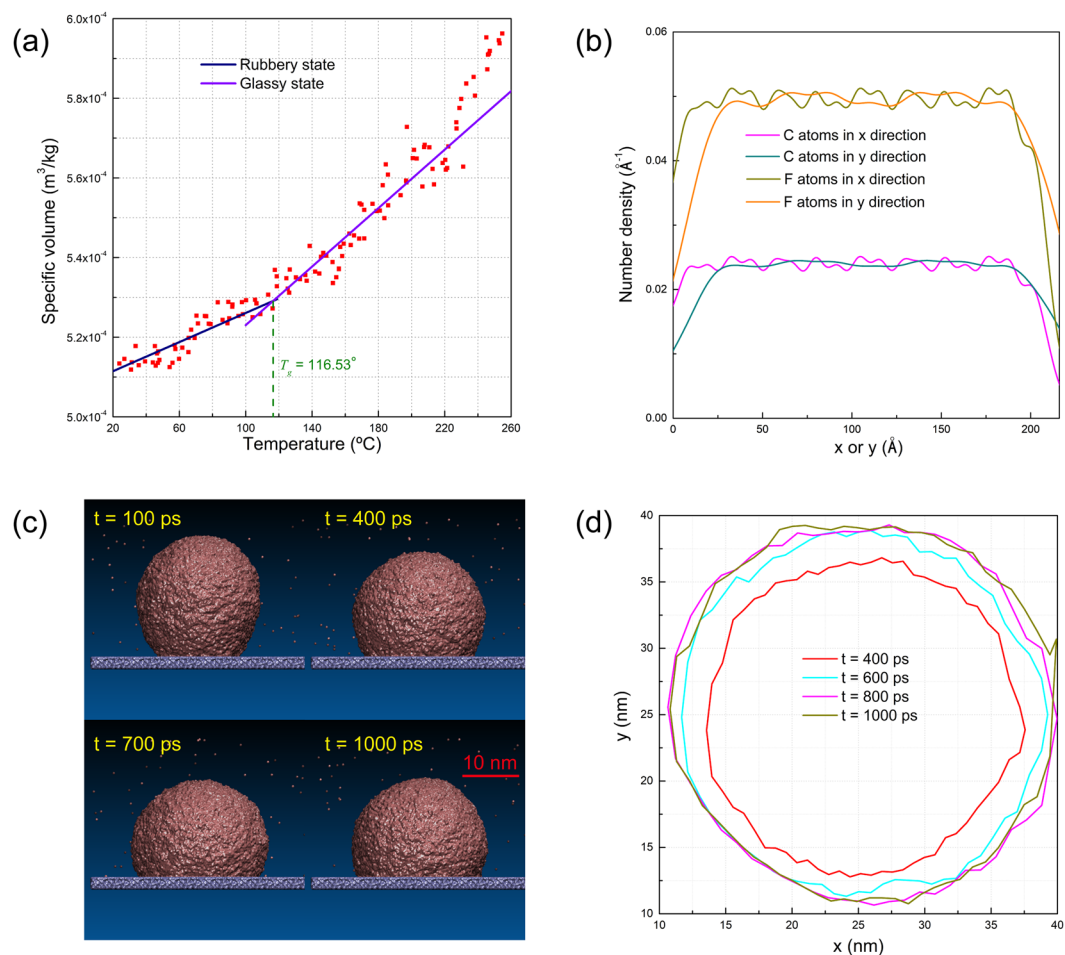 (a)
6.0x10⁻⁴
5.8x10⁻⁴
5.6x10⁻⁴
5.4x10⁻⁴
5.2x10⁻⁴
5.0x10⁻⁴
Specific volume (m³/kg)
Rubbery state
Glassy state
T_g = 116.53°
20 60 100 140 180 220 260
Temperature (ºC)
(b)
0.06
0.04
0.02
0.00
Number density (Å⁻¹)
C atoms in x direction
C atoms in y direction
F atoms in x direction
F atoms in y direction
0 50 100 150 200
x or y (Å)
(c)
t = 100 ps
t = 400 ps
t = 700 ps
t = 1000 ps
10 nm
(d)
40
35
30
25
20
15
10
y (nm)
t = 400 ps
t = 600 ps
t = 800 ps
t = 1000 ps
10 15 20 25 30 35 40
x (nm)